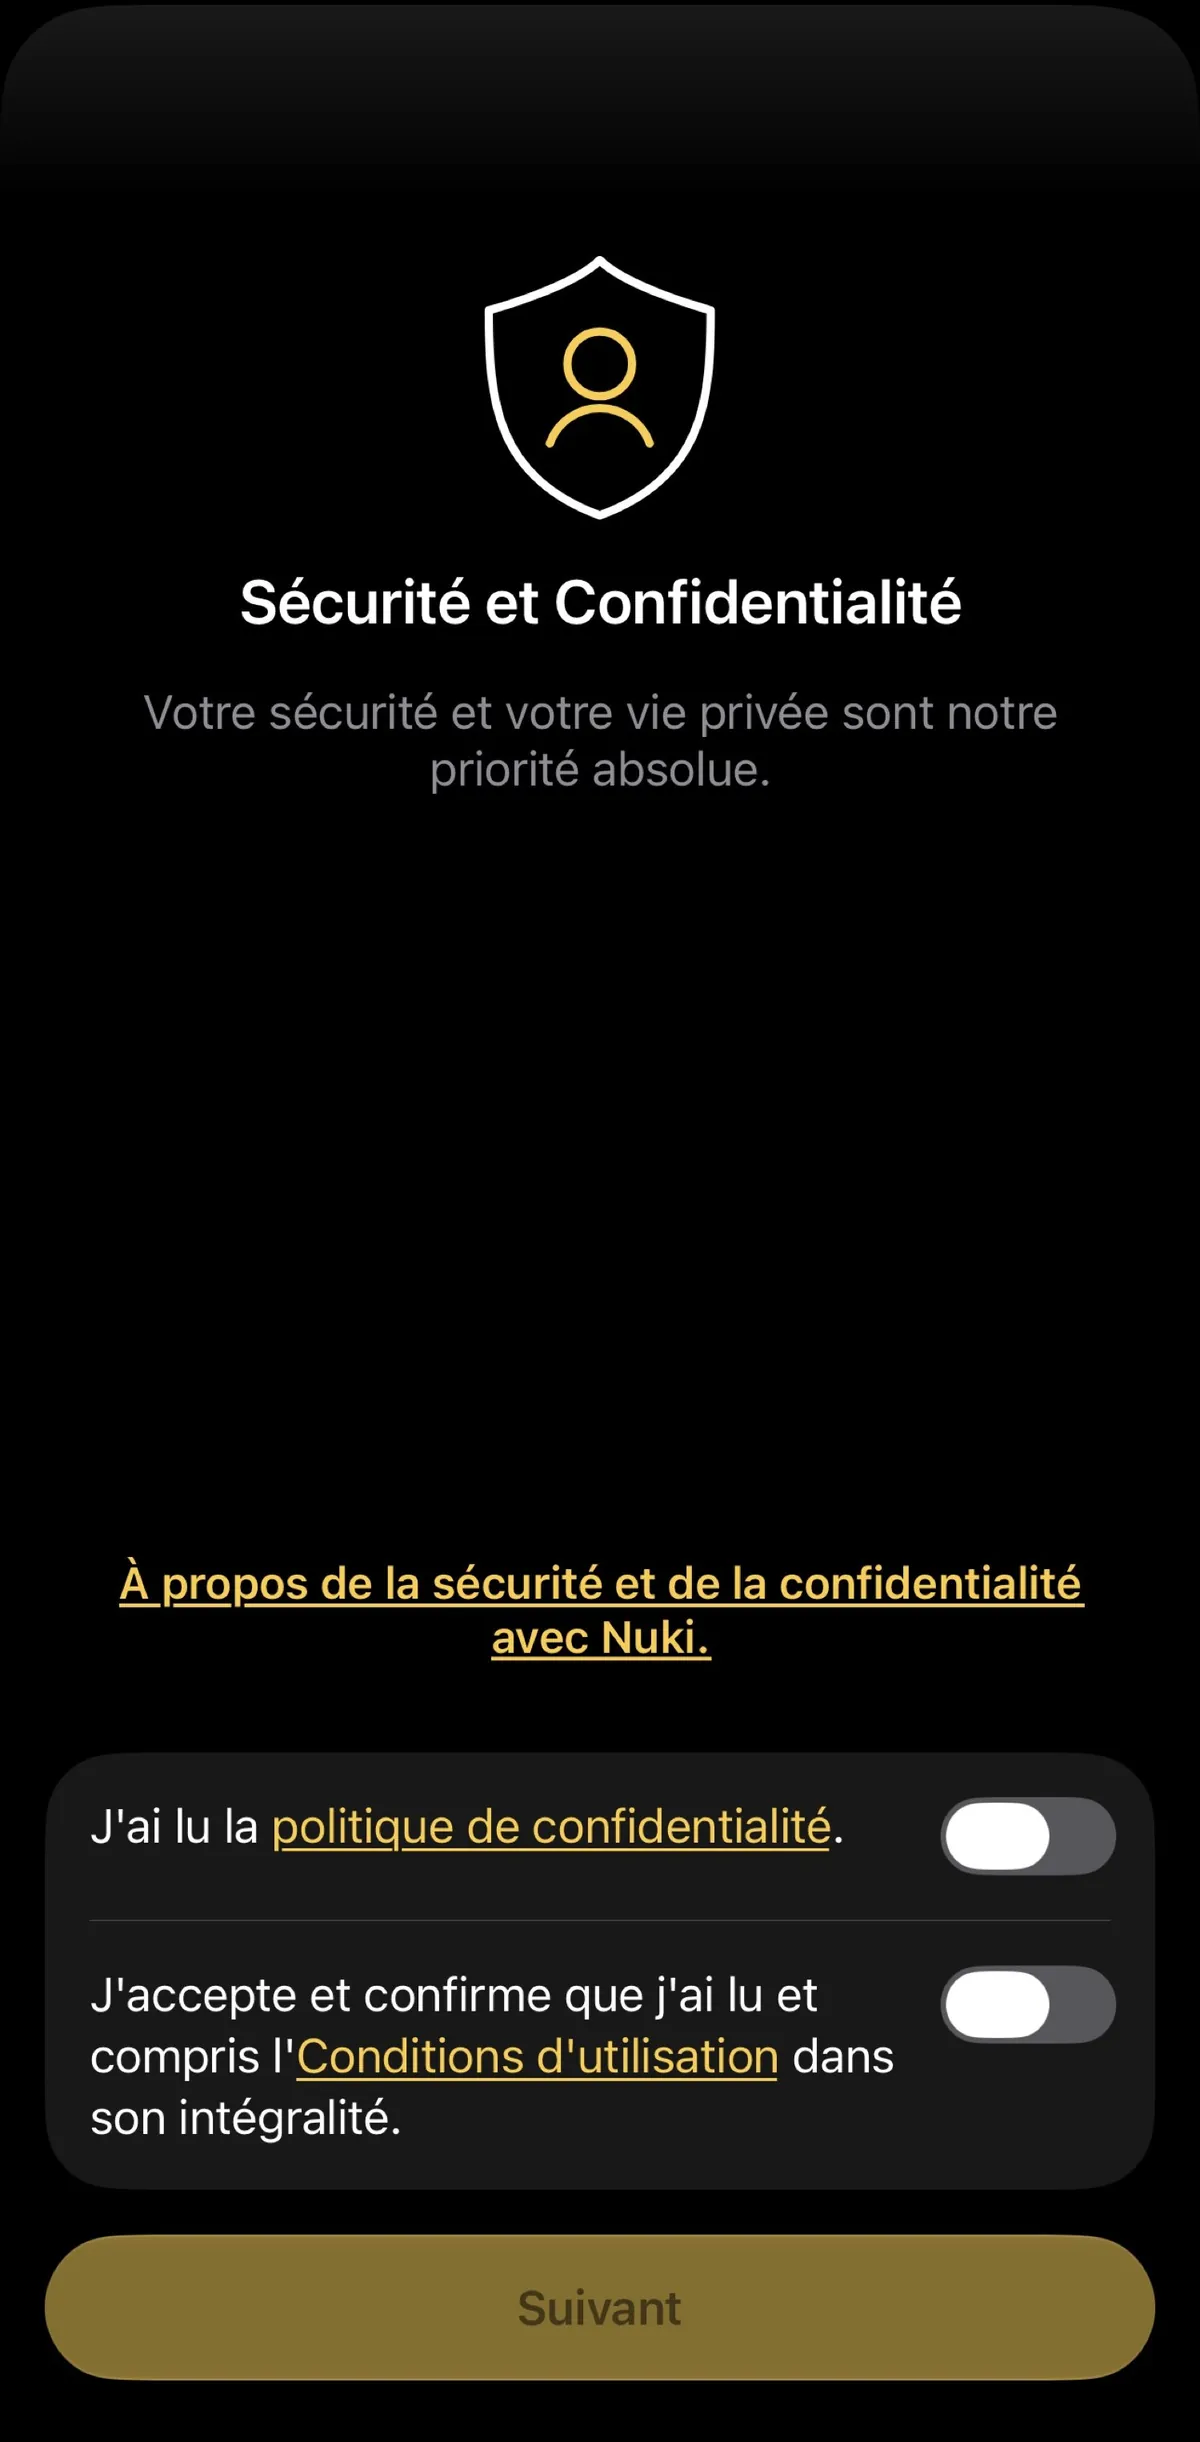 Sécurité et Confidentialité
Votre sécurité et votre vie privée sont notre
priorité absolue.
À propos de la sécurité et de la confidentialité
avec Nuki.
J'ai lu la politique de confidentialité.
J'accepte et confirme que j'ai lu et
compris l'Conditions d'utilisation dans
son intégralité.
Suivant